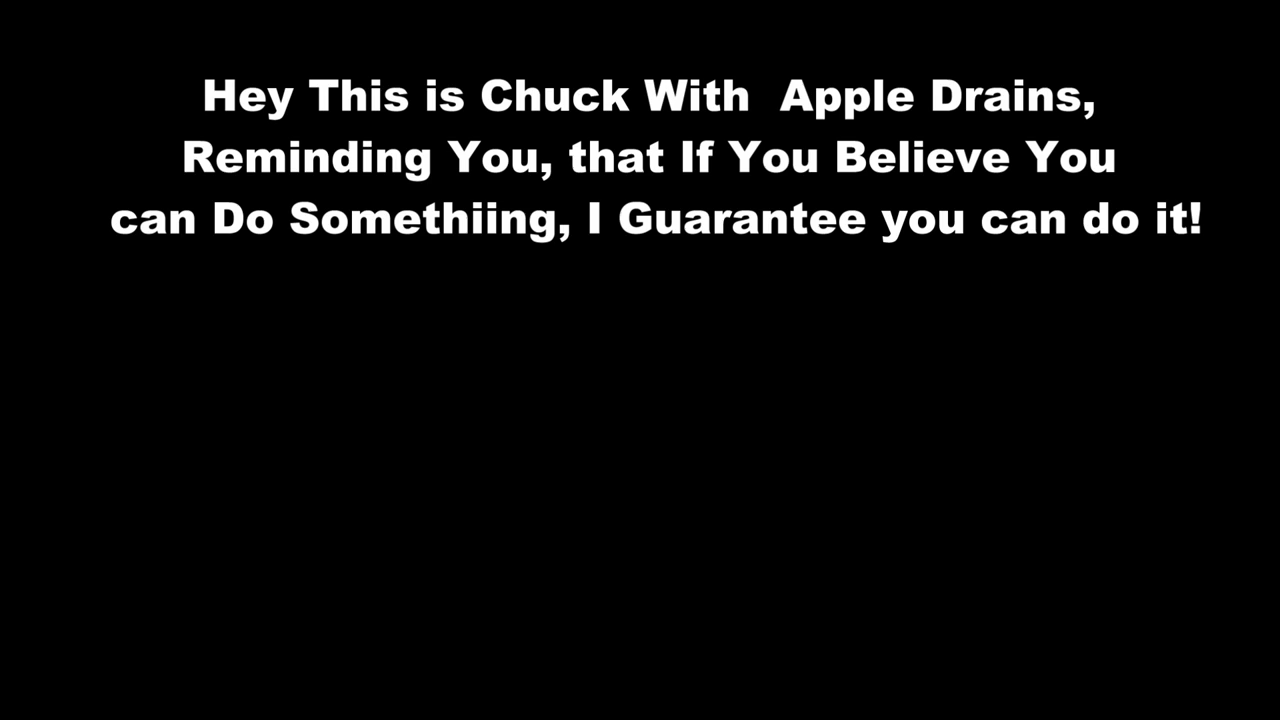 Hey This is Chuck With  Apple Drains,
Reminding You, that If You Believe You
can Do Somethiing, I Guarantee you can do it!